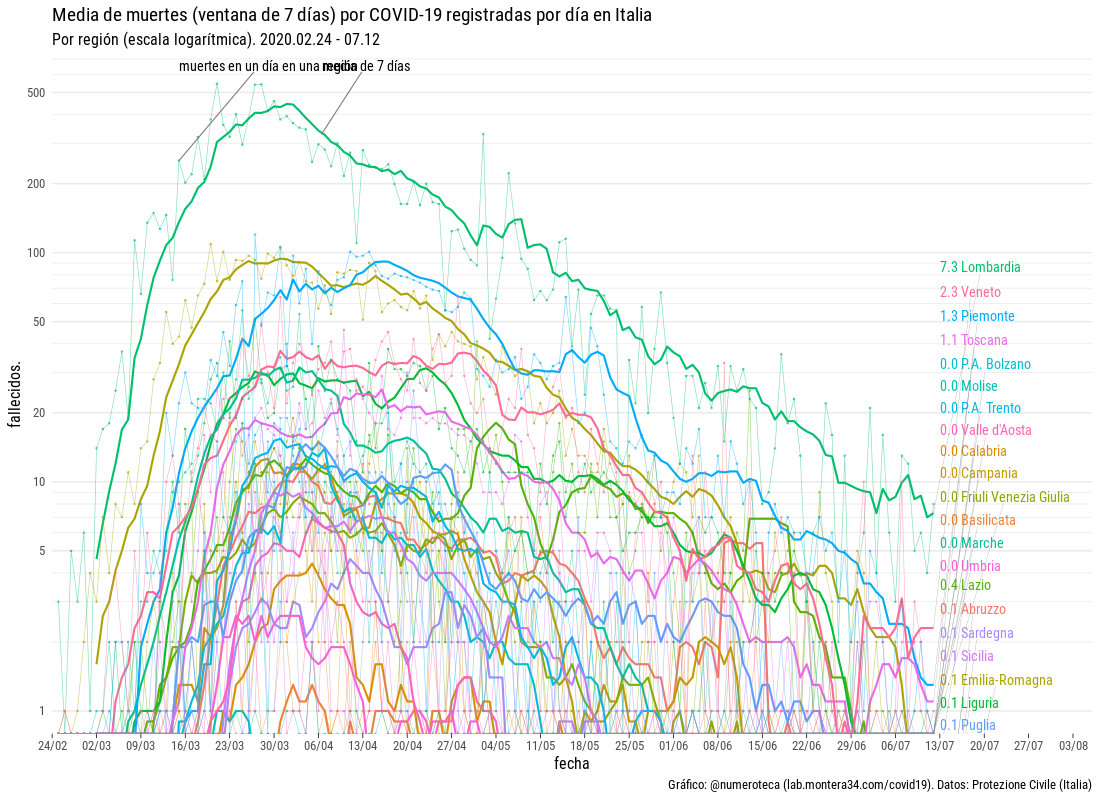 Media de muertes (ventana de 7 días) por COVID-19 registradas por día en Italia
Por región (escala logarítmica). 2020.02.24 - 07.12
muertes en un día en una región
media de 7 días
500
200
100
50
20
10
5
1
fallecidos.
7.3 Lombardia
2.3 Veneto
1.3 Piemonte
1.1 Toscana
0.0 P.A. Bolzano
0.0 Molise
0.0 P.A. Trento
0.0 Valle d'Aosta
0.0 Calabria
0.0 Campania
0.0 Friuli Venezia Giulia
0.0 Basilicata
0.0 Marche
0.0 Umbria
0.4 Lazio
0.1 Abruzzo
0.1 Sardegna
0.1 Sicilia
0.1 Emilia-Romagna
0.1 Liguria
0.1 Puglia
24/02 02/03 09/03 16/03 23/03 30/03 06/04 13/04 20/04 27/04 04/05 11/05 18/05 25/05 01/06 08/06 15/06 22/06 29/06 06/07 13/07 20/07 27/07 03/08
fecha
Gráfico: @numeroteca (lab.montera34.com/covid19). Datos: Protezione Civile (Italia)